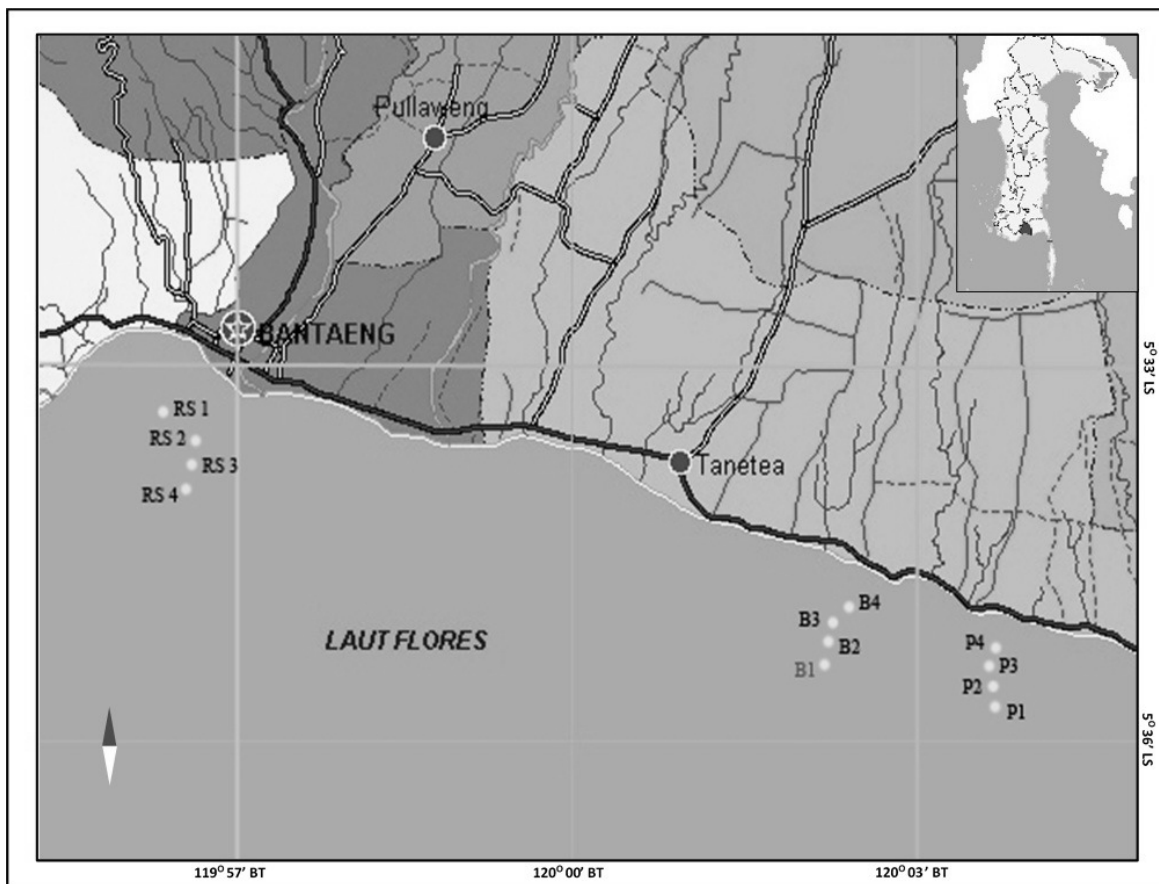 Pullaweng
BANTAENG
5° 33' LS
RS 1
RS 2
RS 3
RS 4
Tanetea
B4
B3
B2
B1
LAUT FLORES
P4
P3
P2
P1
5° 36' LS
119° 57' BT
120° 00' BT
120° 03' BT